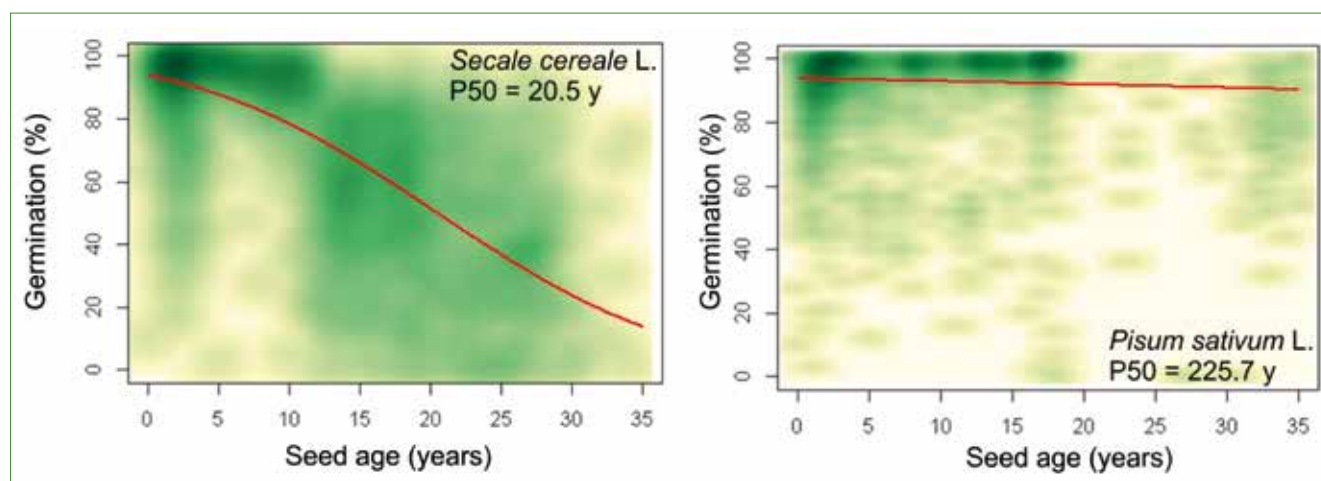 Secale cereale L.
P50 = 20.5 y
Germination (%)
100
80
60
40
20
0
0 5 10 15 20 25 30 35
Seed age (years)
Pisum sativum L.
P50 = 225.7 y
Germination (%)
100
80
60
40
20
0
0 5 10 15 20 25 30 35
Seed age (years)